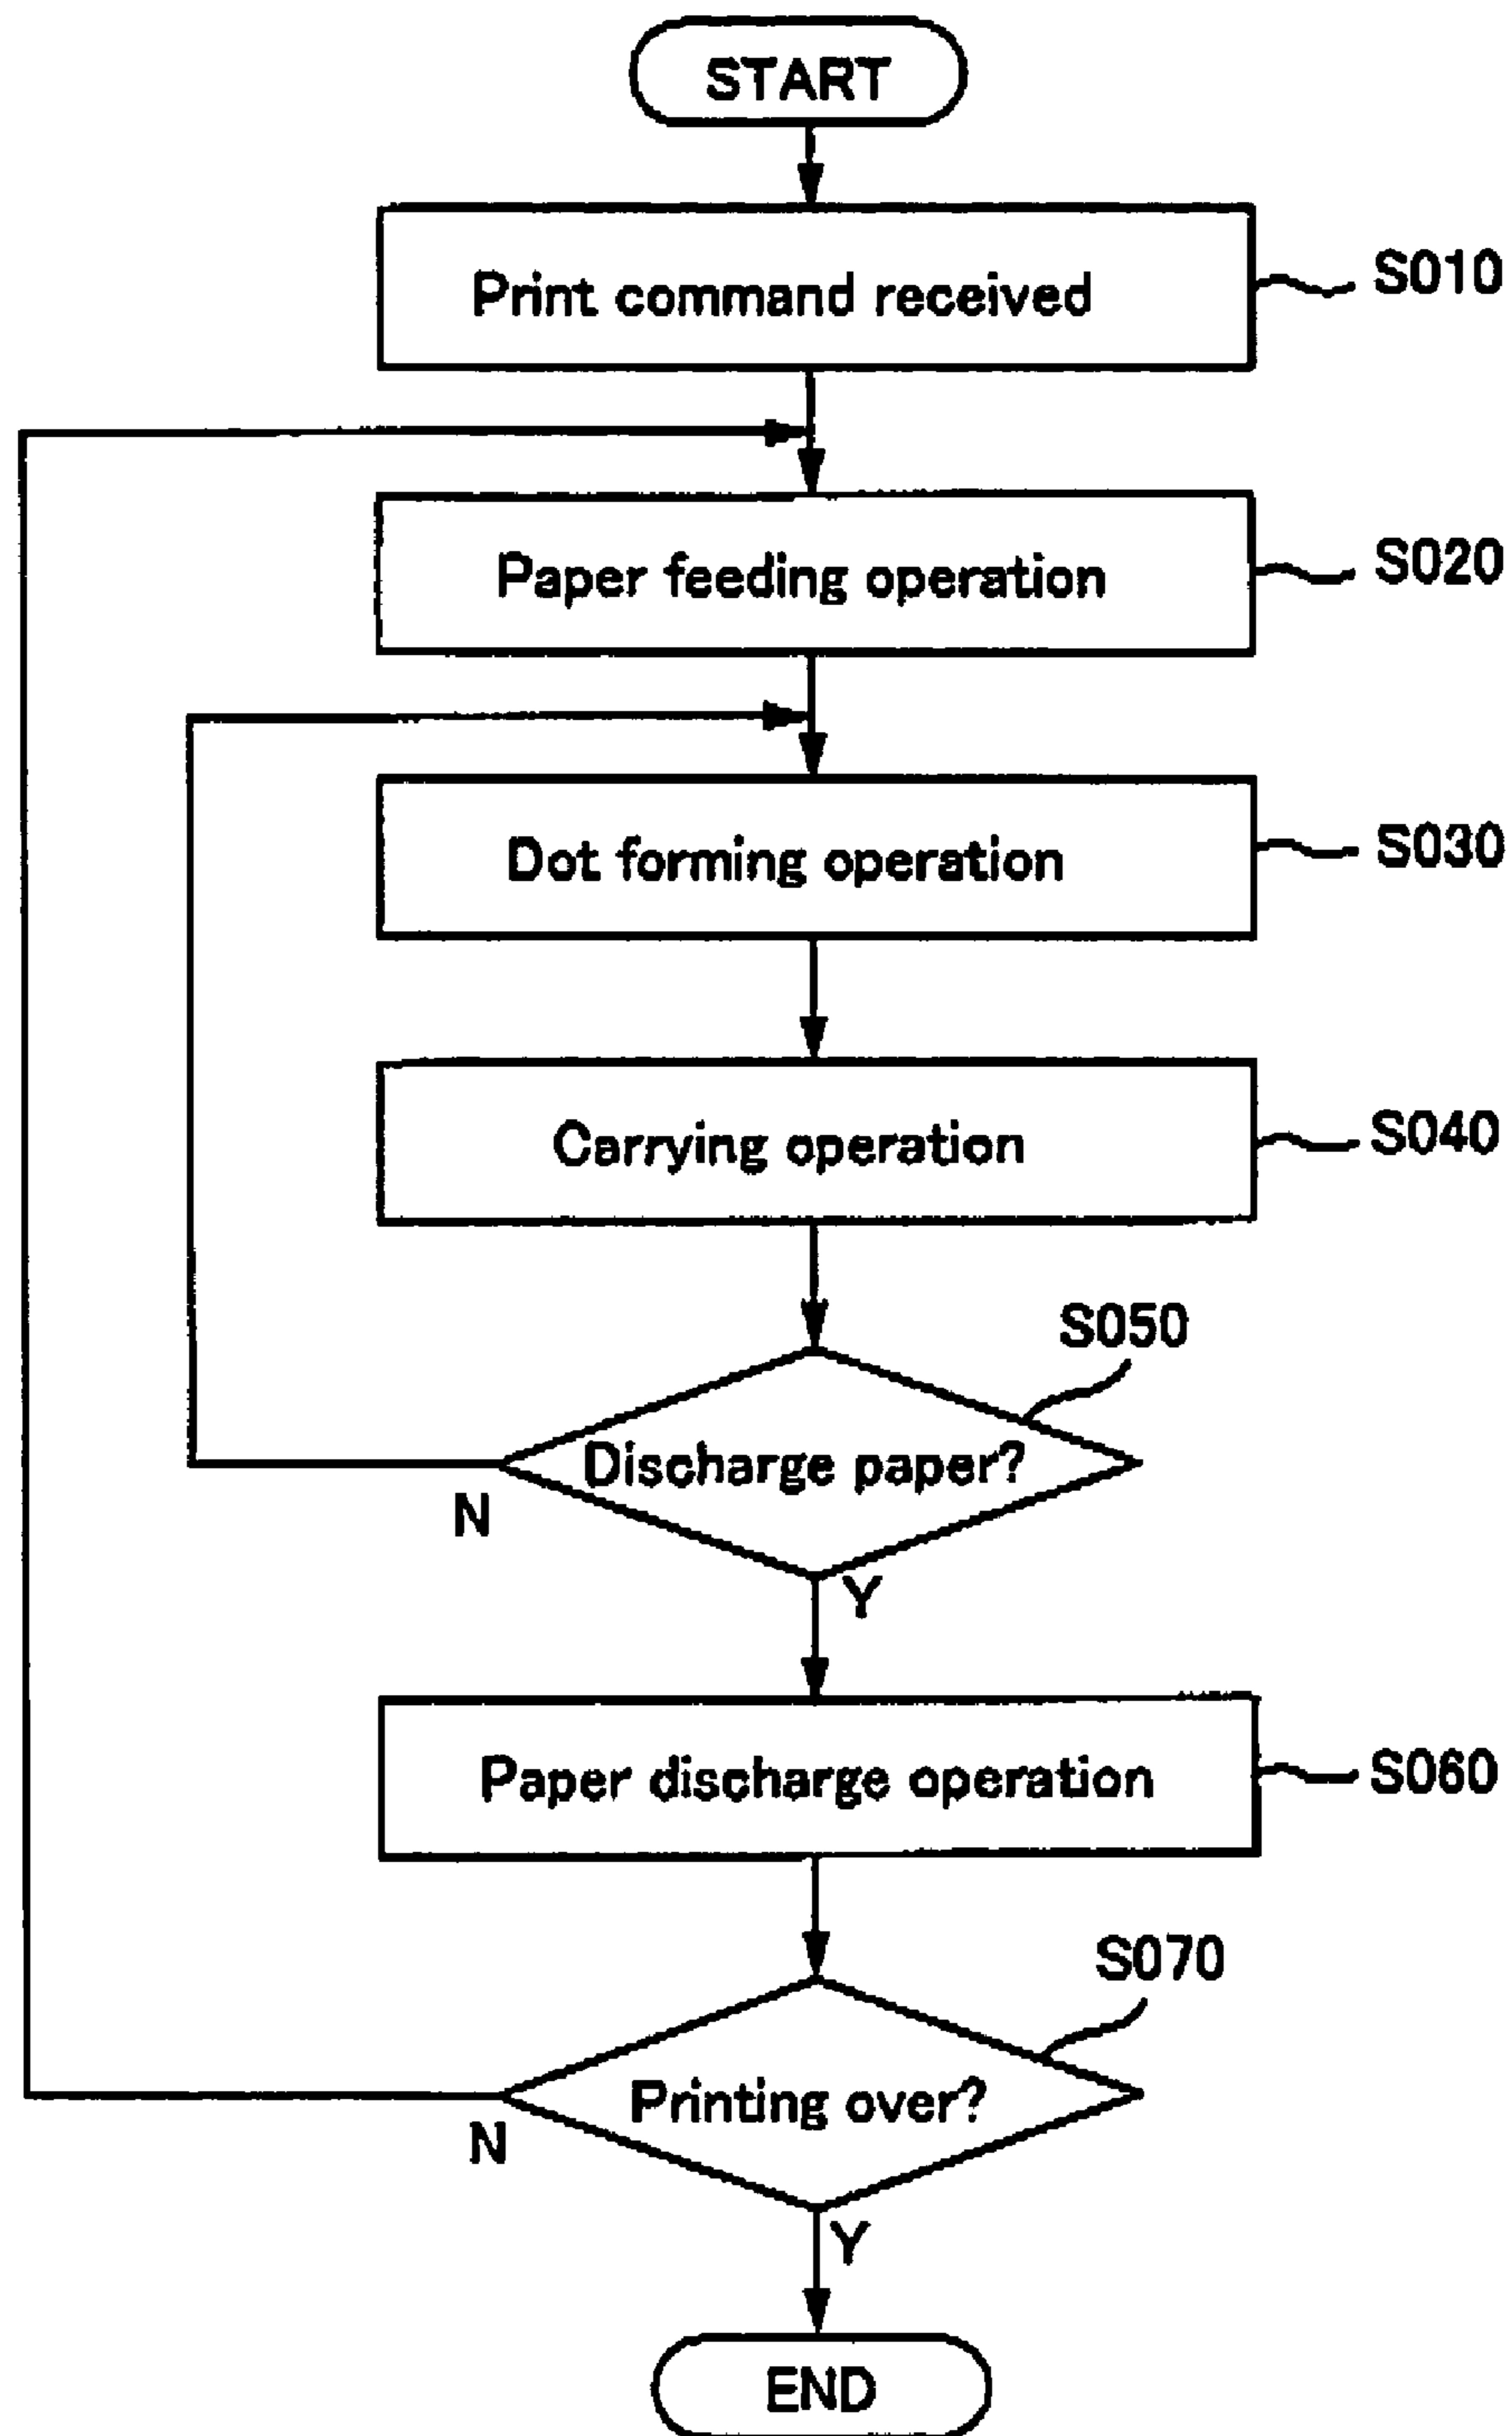 START
Print command received
S010
Paper feeding operation
S020
Dot forming operation
S030
Carrying operation
S040
S050
Discharge paper?
N
Y
Paper discharge operation
S060
S070
Printing over?
N
Y
END